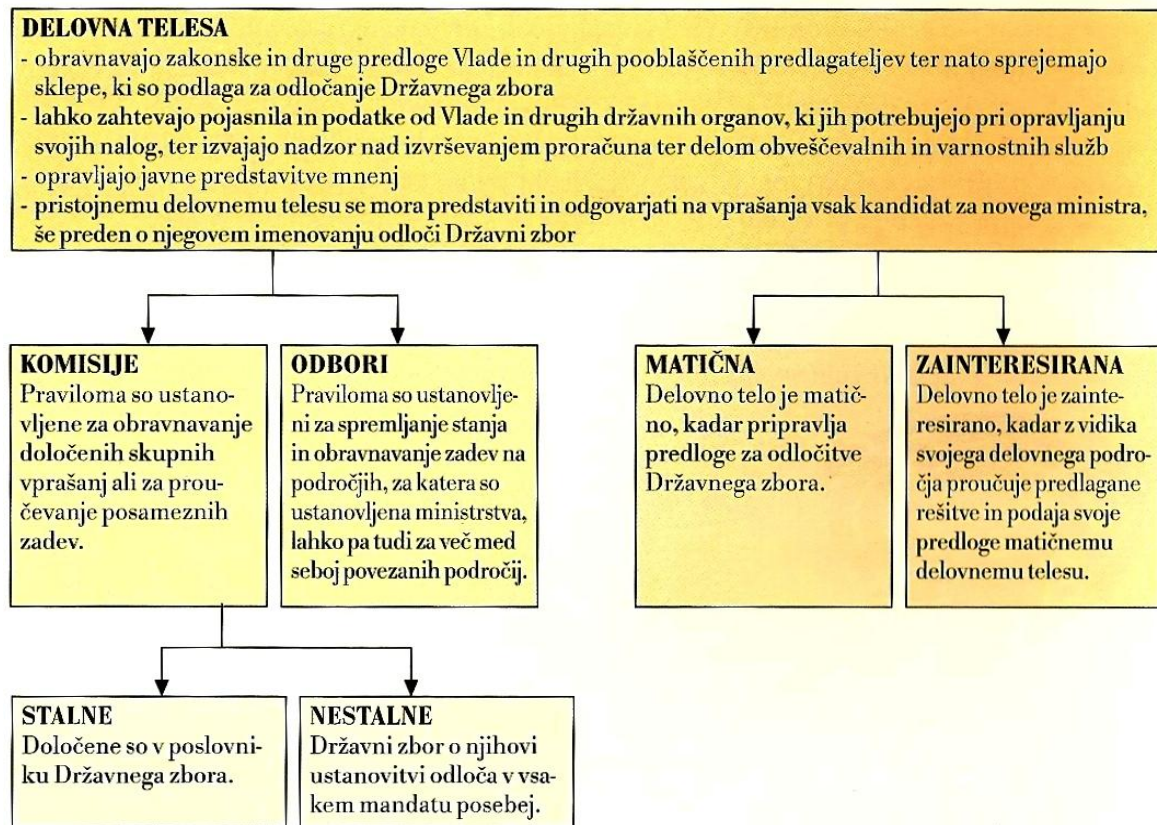 DELOVNA TELESA
- obravnavajo zakonske in druge predloge Vlade in drugih pooblaščenih predlagateljev ter nato sprejemajo
sklepe, ki so podlaga za odločanje Državnega zbora
- lahko zahtevajo pojasnila in podatke od Vlade in drugih državnih organov, ki jih potrebujejo pri opravljanju
svojih nalog, ter izvajajo nadzor nad izvrševanjem proračuna ter delom obveščevalnih in varnostnih služb
- opravljajo javne predstavitve mnenj
- pristojnemu delovnemu telesu se mora predstaviti in odgovarjati na vprašanja vsak kandidat za novega ministra,
še preden o njegovem imenovanju odloči Državni zbor
KOMISIJE
Praviloma so ustano-
vljene za obravnavanje
določenih skupnih
vprašanj ali za prou-
čevanje posameznih
zadev.
ODBORI
Praviloma so ustanovlje-
ni za spremljanje stanja
in obravnavanje zadev na
področjih, za katera so
ustanovljena ministrstva,
lahko pa tudi za več med
seboj povezanih področij.
MATIČNA
Delovno telo je matič-
no, kadar pripravlja
predloge za odločitve
Državnega zbora.
ZAINTERESIRANA
Delovno telo je zainte-
resirano, kadar z vidika
svojega delovnega podro-
čja proučuje predlagane
rešitve in podaja svoje
predloge matičnemu
delovnemu telesu.
STALNE
Določene so v poslovni-
ku Državnega zbora.
NESTALNE
Državni zbor o njihovi
ustanovitvi odloča v vsa-
kem mandatu posebej.